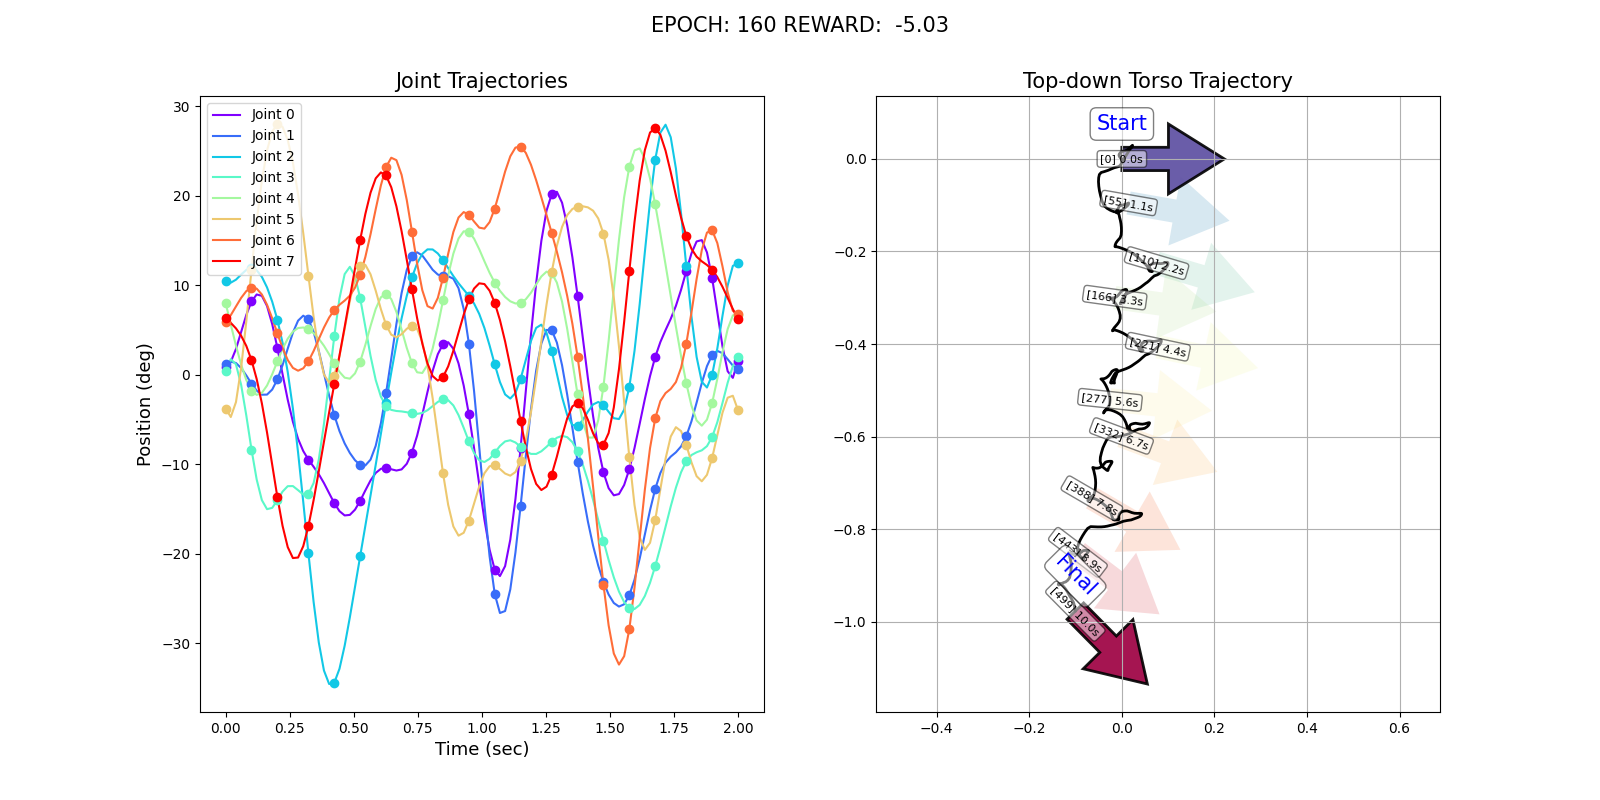 EPOCH: 160 REWARD:  -5.03
Joint Trajectories
Position (deg)
30
20
10
0
−10
−20
−30
Joint 0
Joint 1
Joint 2
Joint 3
Joint 4
Joint 5
Joint 6
Joint 7
0.00 0.25 0.50 0.75 1.00 1.25 1.50 1.75 2.00
Time (sec)
Top-down Torso Trajectory
0.0
−0.2
−0.4
−0.6
−0.8
−1.0
Start
[0] 0.0s
[55] 1.1s
[110] 2.2s
[166] 3.3s
[221] 4.4s
[277] 5.6s
[332] 6.7s
[388] 7.8s
[443] 8.9s
Final
[499] 10.0s
−0.4 −0.2 0.0 0.2 0.4 0.6